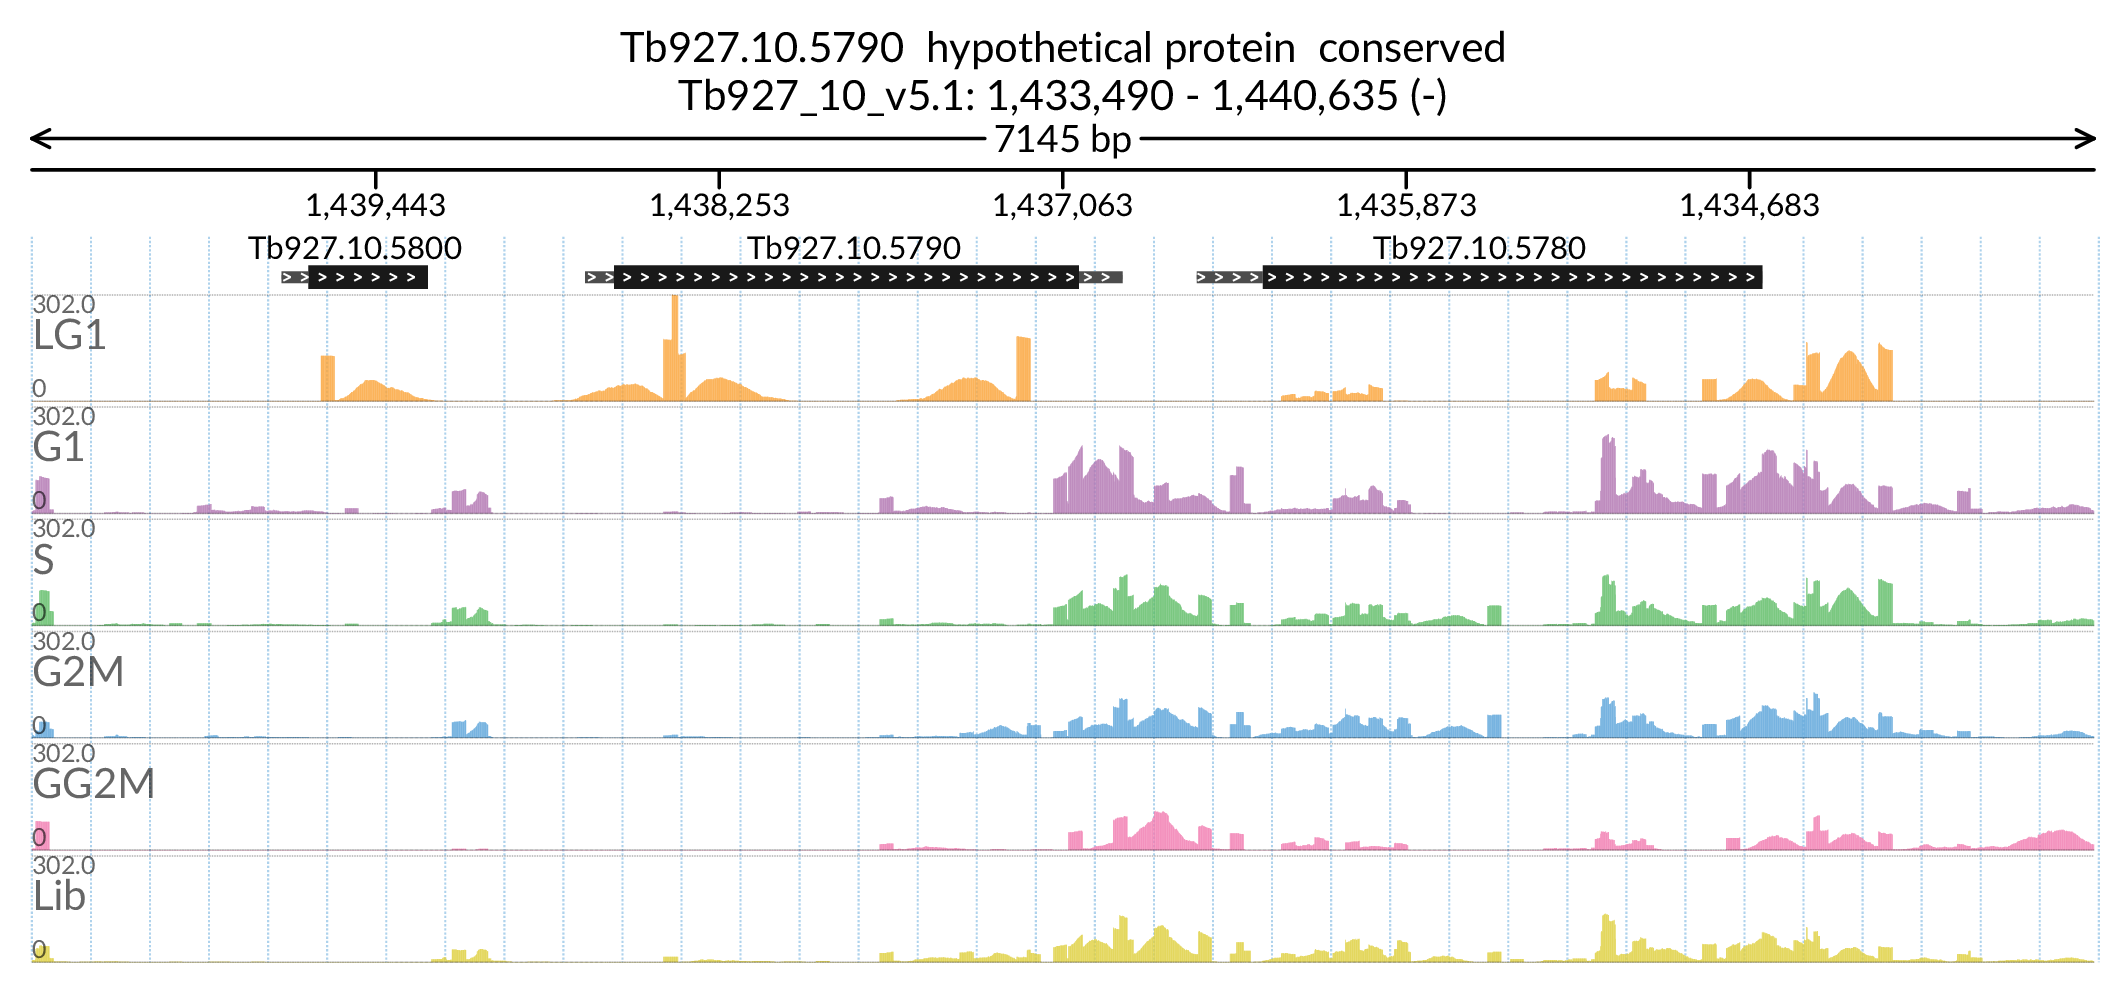 Tb927.10.5790 hypothetical protein conserved
Tb927_10_v5.1: 1,433,490 - 1,440,635 (-)
7145 bp
1,439,443 1,438,253 1,437,063 1,435,873 1,434,683
Tb927.10.5800 Tb927.10.5790 Tb927.10.5780
302.0
LG1
0
302.0
G1
0
302.0
S
0
302.0
G2M
0
302.0
GG2M
0
302.0
Lib
0